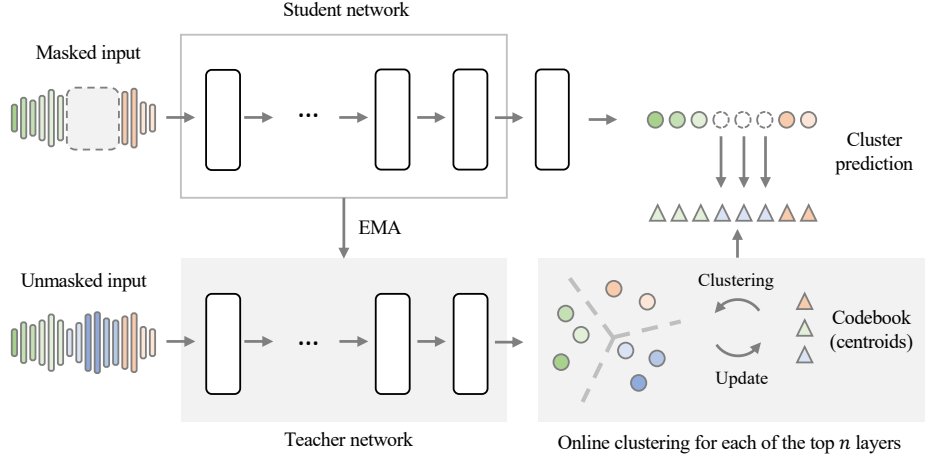 Student network
Masked input
...
Cluster
prediction
EMA
Unmasked input
Clustering
Codebook
(centroids)
...
Update
Teacher network
Online clustering for each of the top n layers